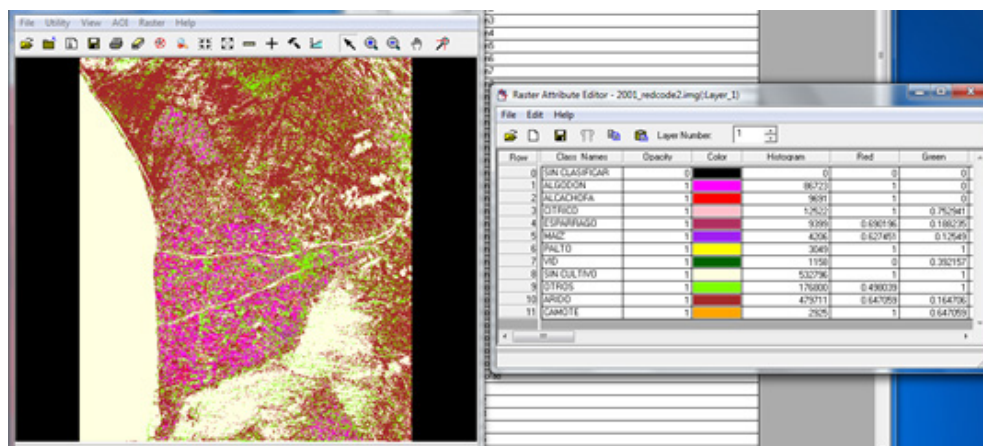 File Utility View AOI Raster Help
Raster Attribute Editor - 2001_redcode2.img(:Layer_1)
File Edit Help
Layer Number: 1
Row Class Names Opacity Color Histogram Red Green
0 SIN CLASIFICAR 0 0 0 0
1 ALGODON 1 86723 1 0
2 ALCACHOFA 1 9691 1 0
3 CITRICO 1 12522 1 0.752941
4 ESPARRAGO 1 9399 0.690196 0.188235
5 MAIZ 1 4206 0.627451 0.12549
6 PALTO 1 3049 1 1
7 VID 1 1158 0 0.392157
8 SIN CULTIVO 1 532796 1 1
9 OTROS 1 176800 0.498039 1
10 ARIDO 1 479711 0.647059 0.164706
11 CAMOTE 1 2925 1 0.647059